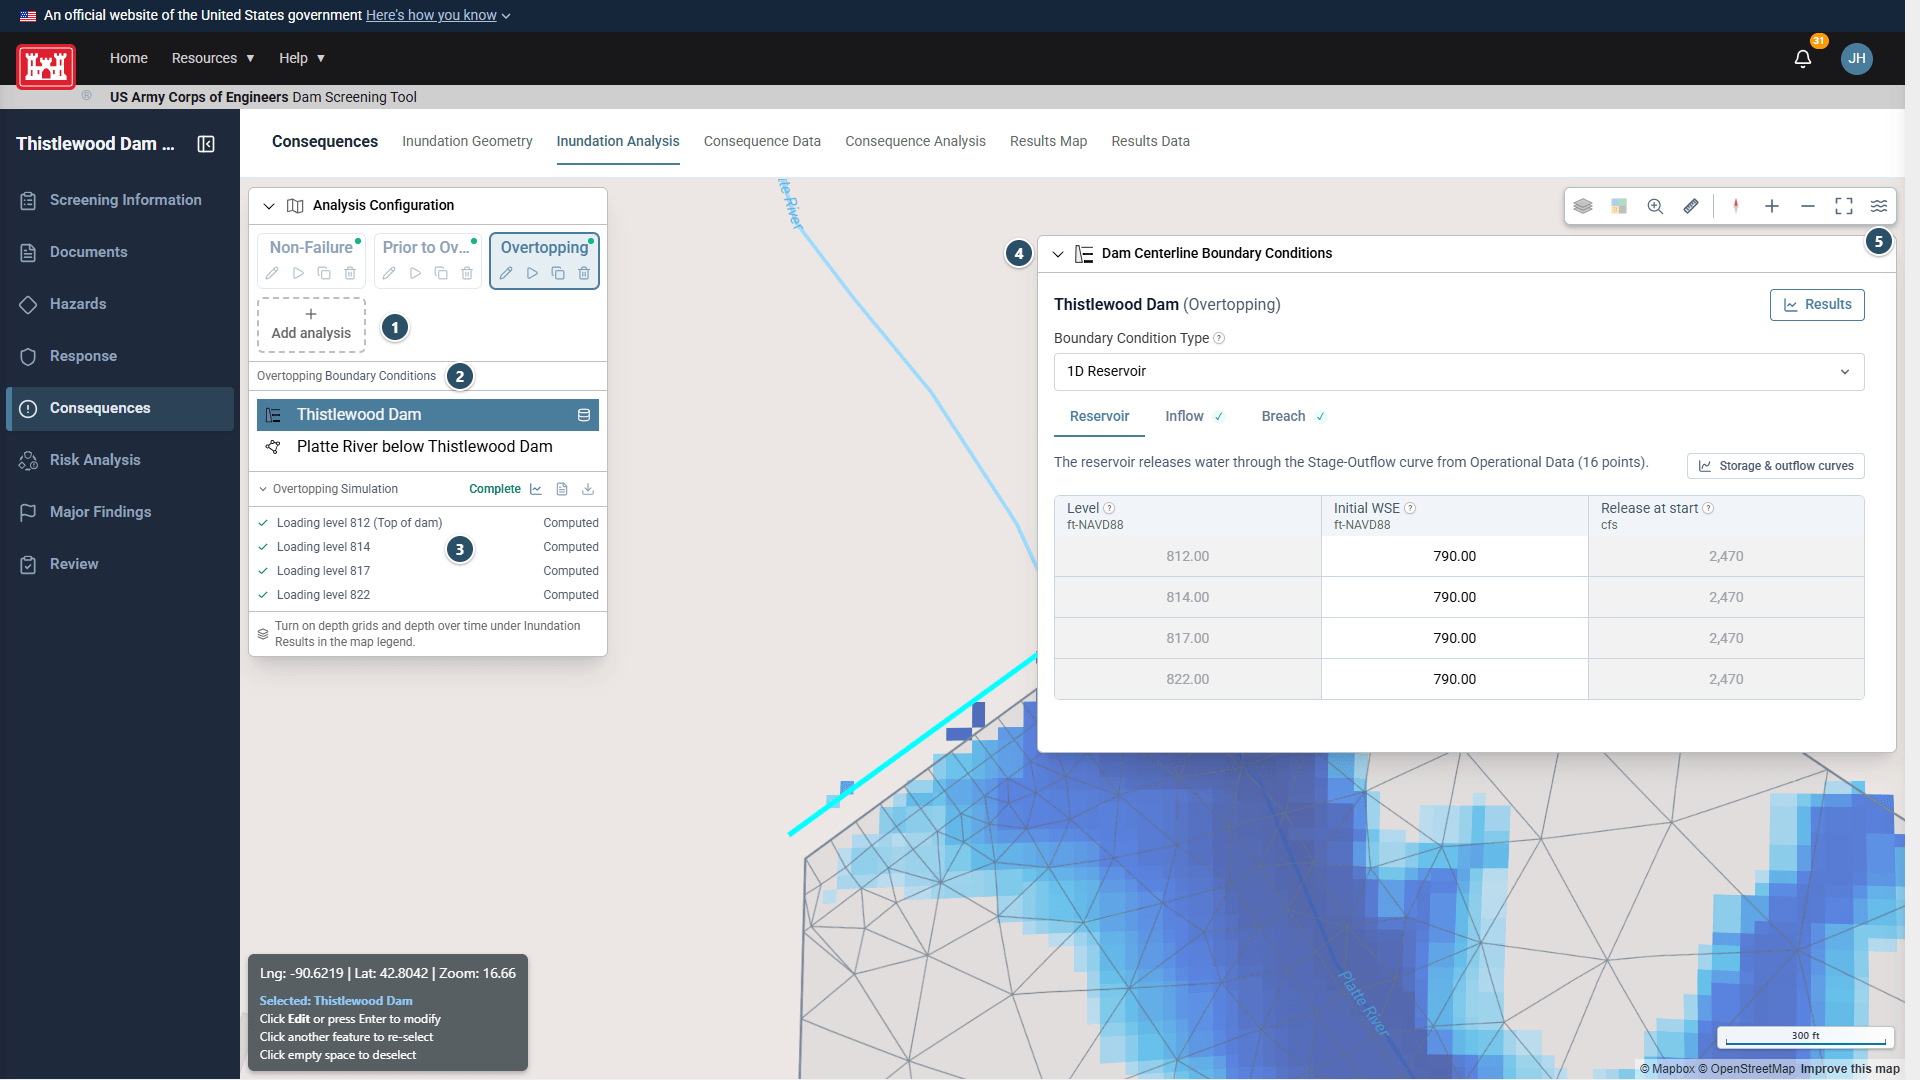 An official website of the United States government Here's how you know
Home Resources Help
31
JH
®
US Army Corps of Engineers Dam Screening Tool
Thistlewood Dam ...
Screening Information
Documents
Hazards
Response
Consequences
Risk Analysis
Major Findings
Review
Consequences Inundation Geometry Inundation Analysis Consequence Data Consequence Analysis Results Map Results Data
Analysis Configuration
Non-Failure Prior to Ov... Overtopping
Add analysis
1
Overtopping Boundary Conditions
2
Thistlewood Dam
Platte River below Thistlewood Dam
Overtopping Simulation Complete
Loading level 812 (Top of dam) Computed
Loading level 814 Computed
3
Loading level 817 Computed
Loading level 822 Computed
Turn on depth grids and depth over time under Inundation
Results in the map legend.
tte River
4
5
Dam Centerline Boundary Conditions
Thistlewood Dam (Overtopping)
Results
Boundary Condition Type
1D Reservoir
Reservoir Inflow Breach
The reservoir releases water through the Stage-Outflow curve from Operational Data (16 points).
Storage & outflow curves
Level Initial WSE Release at start
ft-NAVD88 ft-NAVD88 cfs
812.00 790.00 2,470
814.00 790.00 2,470
817.00 790.00 2,470
822.00 790.00 2,470
Platte River
Lng: -90.6219 | Lat: 42.8042 | Zoom: 16.66
Selected: Thistlewood Dam
Click Edit or press Enter to modify
Click another feature to re-select
Click empty space to deselect
300 ft
© Mapbox © OpenStreetMap Improve this map